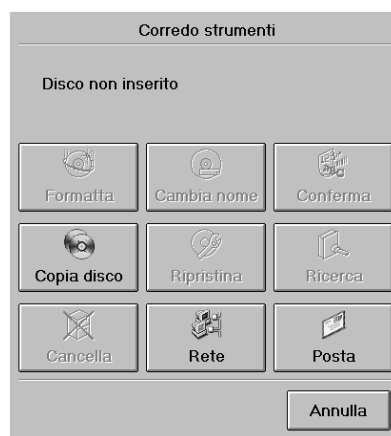 Corredo strumenti
Disco non inserito
Formatta Cambia nome Conferma
Copia disco Ripristina Ricerca
Cancella Rete Posta
Annulla